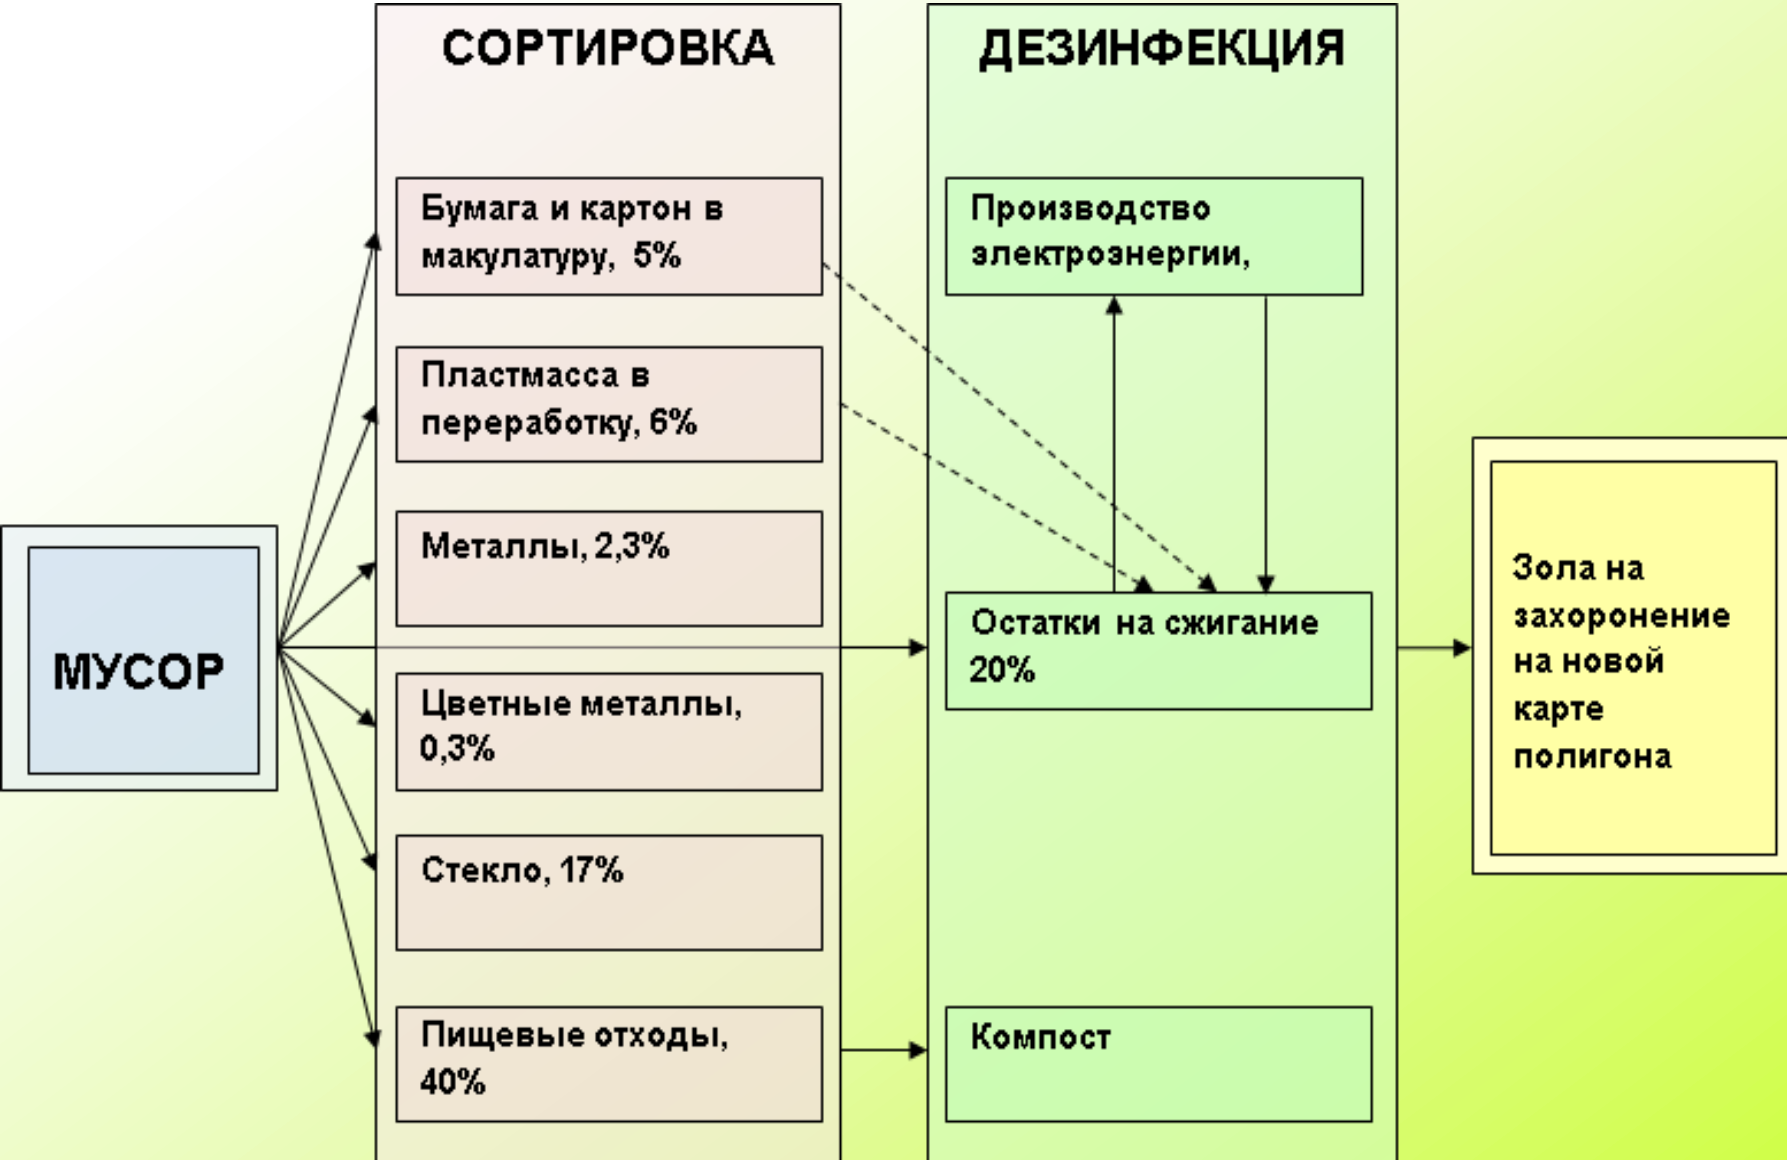 СОРТИРОВКА
ДЕЗИНФЕКЦИЯ
Бумага и картон в
макулатуру, 5%
Производство
электроэнергии,
Пластмасса в
переработку, 6%
Металлы, 2,3%
МУСОР
Остатки на сжигание
20%
Зола на
захоронение
на новой
карте
полигона
Цветные металлы,
0,3%
Стекло, 17%
Пищевые отходы,
40%
Компост